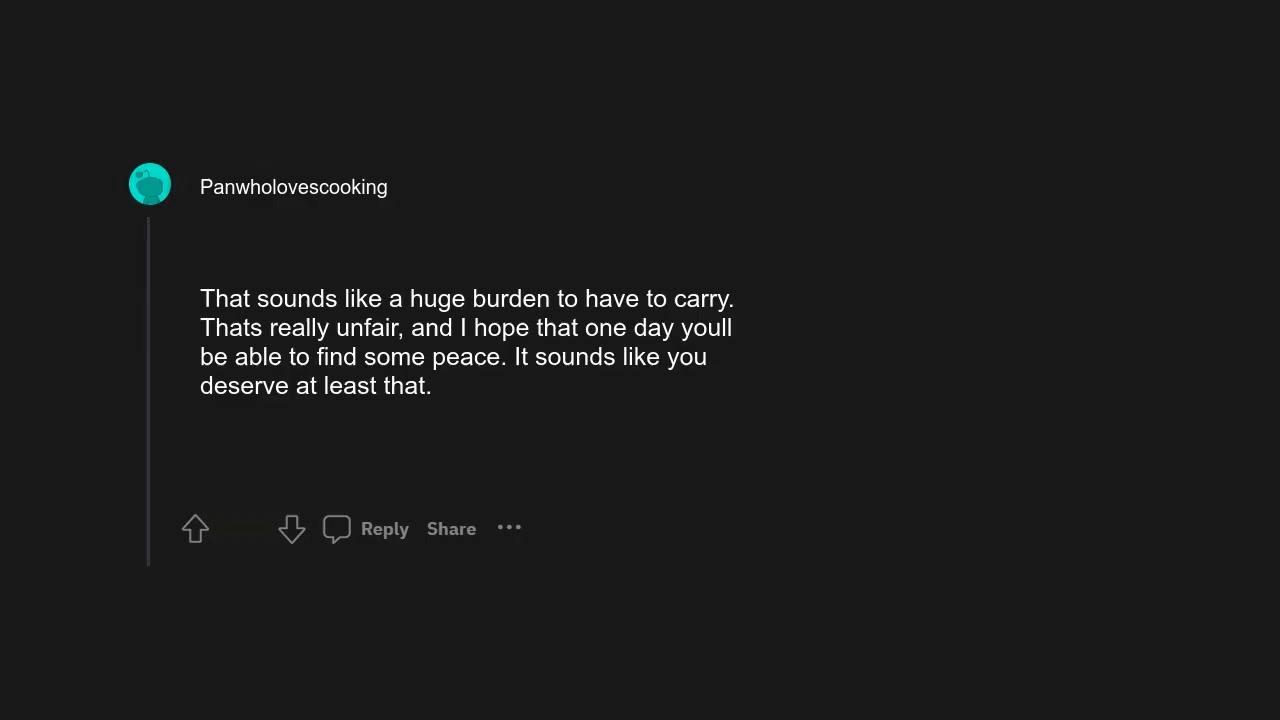 Panwholovescooking
That sounds like a huge burden to have to carry.
Thats really unfair, and I hope that one day youll
be able to find some peace. It sounds like you
deserve at least that.
Reply Share